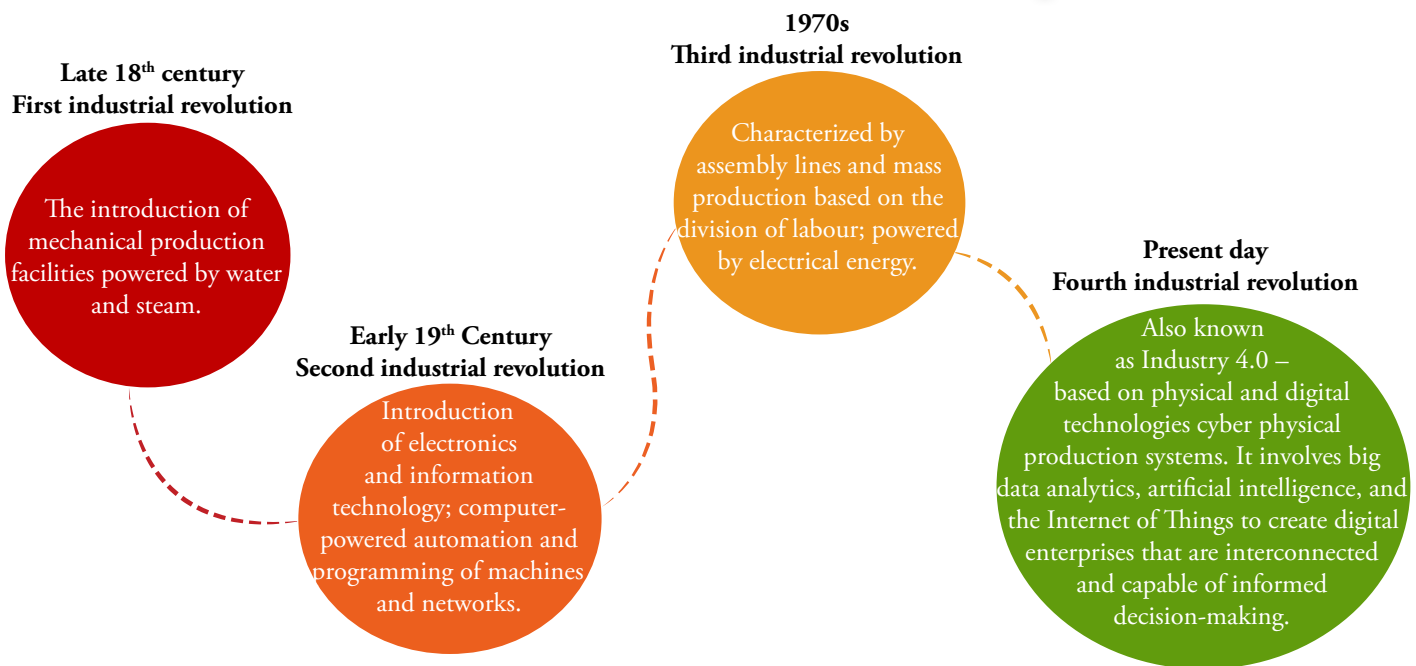 Late 18th century
First industrial revolution
The introduction of
mechanical production
facilities powered by water
and steam.
Early 19th Century
Second industrial revolution
Introduction
of electronics
and information
technology; computer-
powered automation and
programming of machines
and networks.
1970s
Third industrial revolution
Characterized by
assembly lines and mass
production based on the
division of labour; powered
by electrical energy.
Present day
Fourth industrial revolution
Also known
as Industry 4.0 –
based on physical and digital
technologies cyber physical
production systems. It involves big
data analytics, artificial intelligence, and
the Internet of Things to create digital
enterprises that are interconnected
and capable of informed
decision-making.